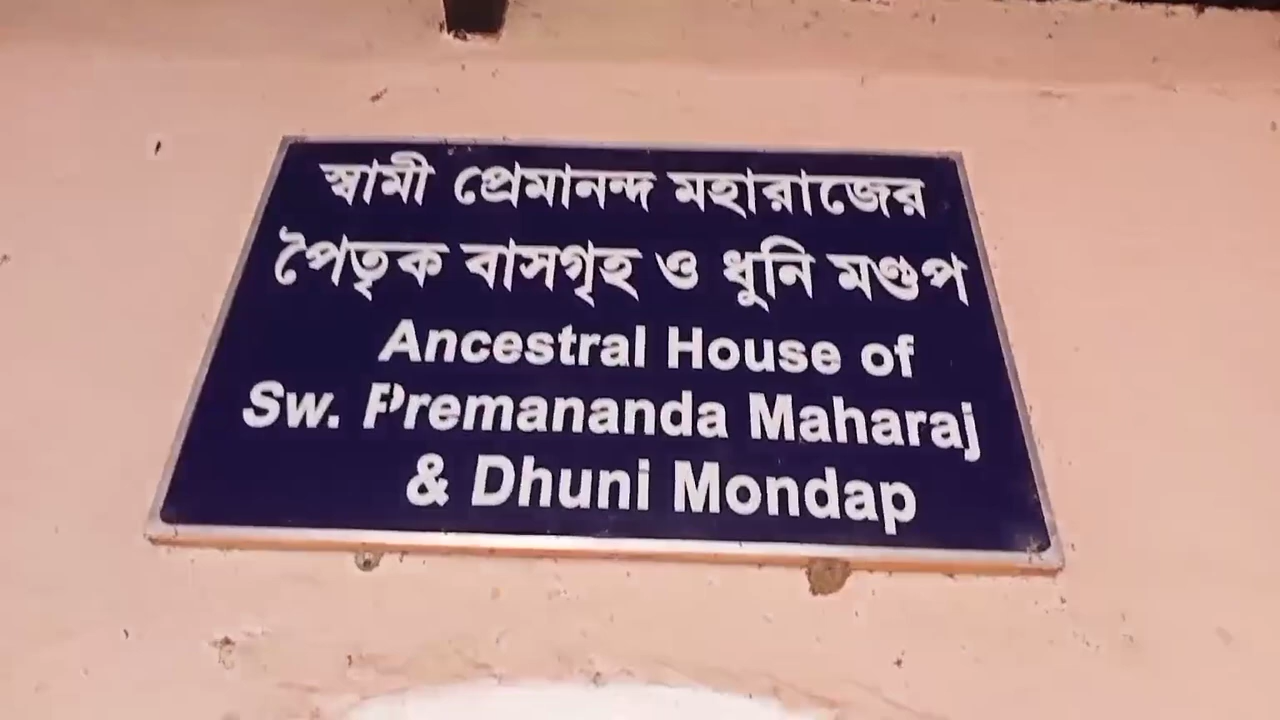 স্বামী প্রেমানন্দ মহারাজের
পৈতৃক বাসগৃহ ও ধুনি মণ্ডপ
Ancestral House of
Sw. Premananda Maharaj
& Dhuni Mondap